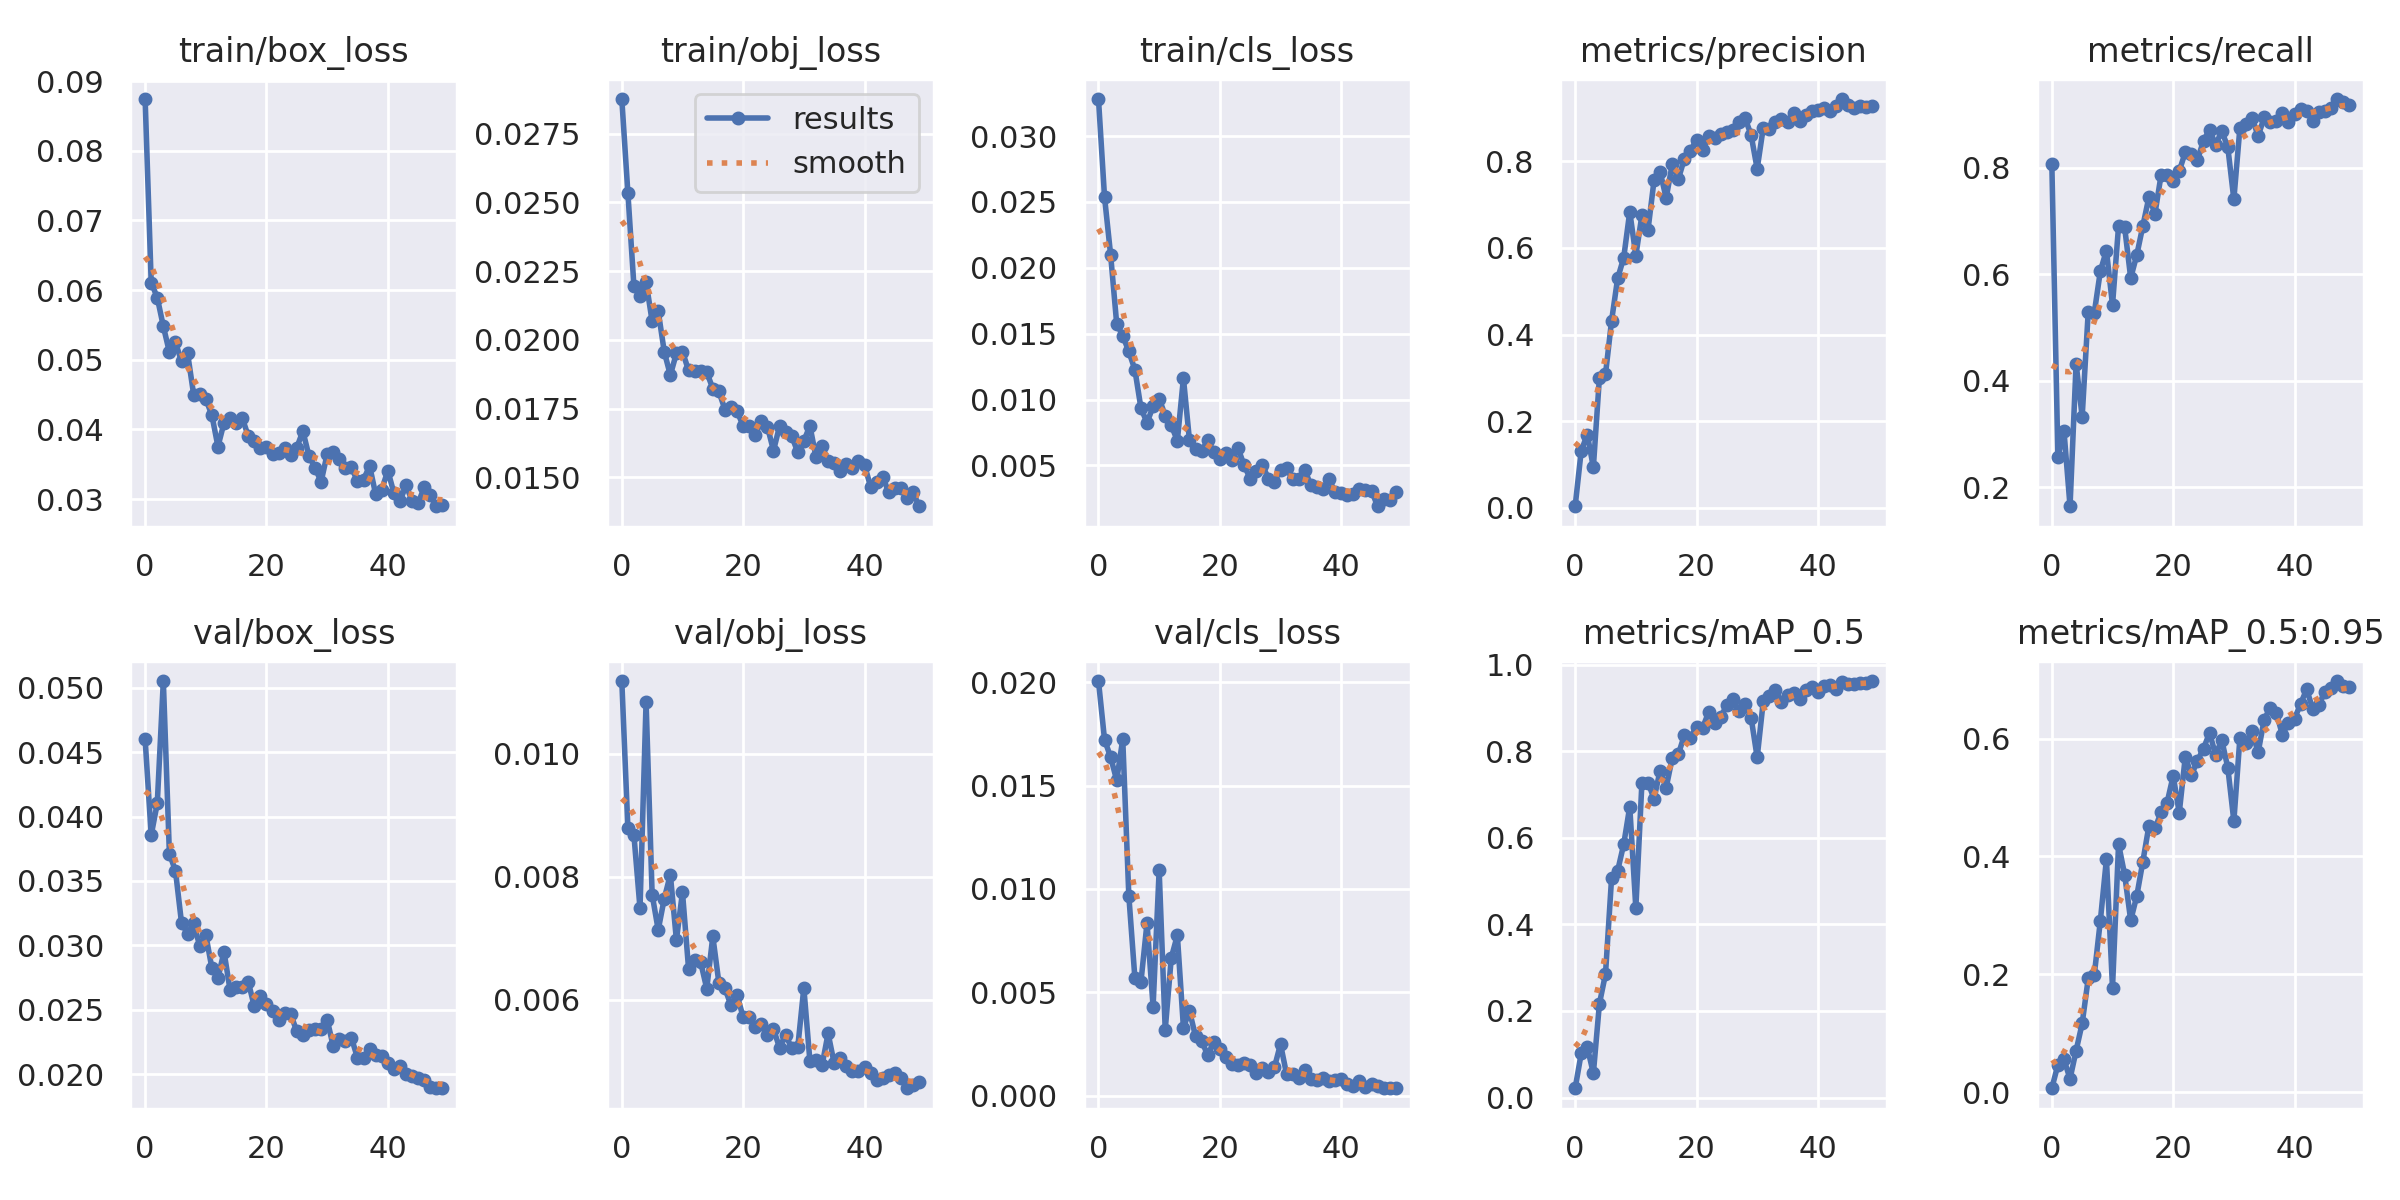 train/box_loss
0.09
0.08
0.07
0.06
0.05
0.04
0.03
0 20 40
train/obj_loss
results
smooth
0.0275
0.0250
0.0225
0.0200
0.0175
0.0150
0 20 40
train/cls_loss
0.030
0.025
0.020
0.015
0.010
0.005
0 20 40
metrics/precision
0.8
0.6
0.4
0.2
0.0
0 20 40
metrics/recall
0.8
0.6
0.4
0.2
0 20 40
val/box_loss
0.050
0.045
0.040
0.035
0.030
0.025
0.020
0 20 40
val/obj_loss
0.010
0.008
0.006
0 20 40
val/cls_loss
0.020
0.015
0.010
0.005
0.000
0 20 40
metrics/mAP_0.5
1.0
0.8
0.6
0.4
0.2
0.0
0 20 40
metrics/mAP_0.5:0.95
0.6
0.4
0.2
0.0
0 20 40